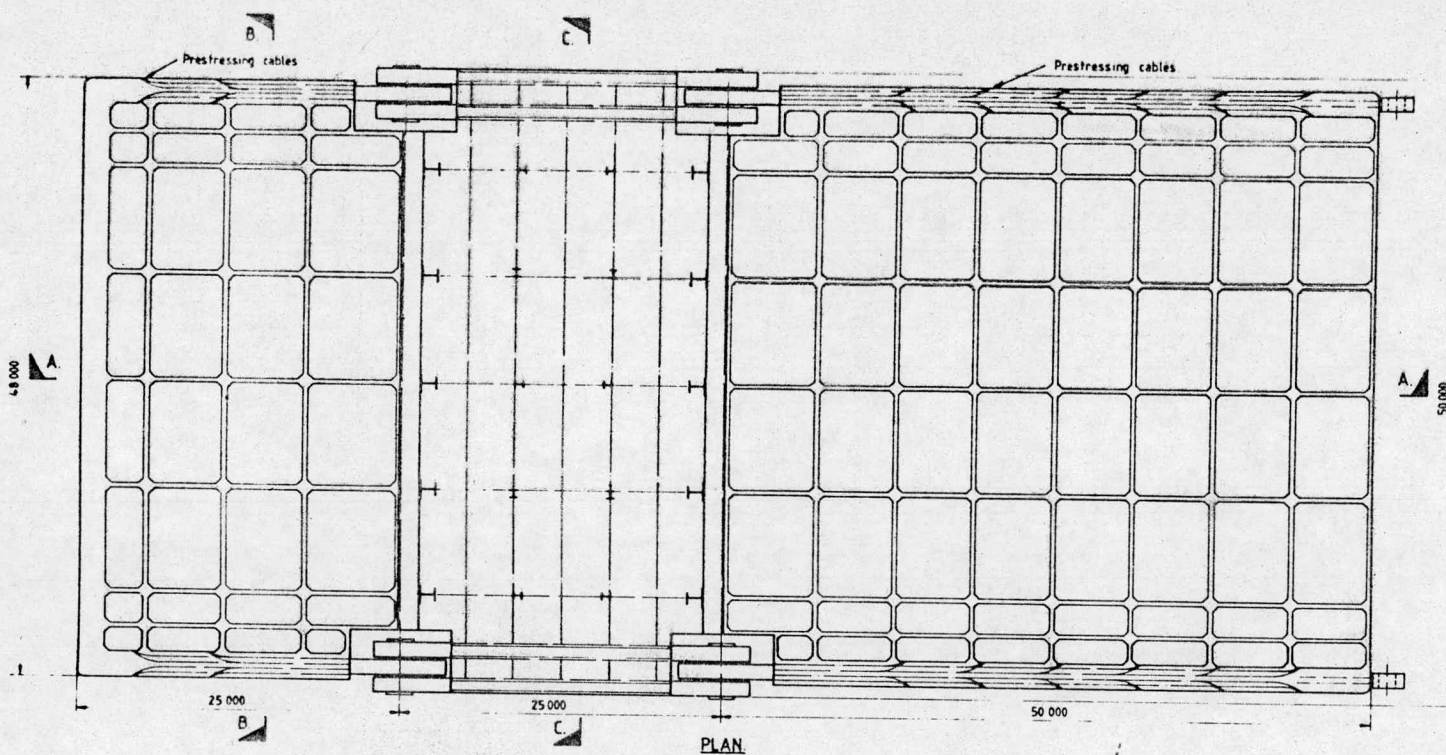 B.
C.
Prestressing cables
Prestressing cables
48 000
A.
A.
50 000
25 000
25 000
50 000
B
C.
PLAN.